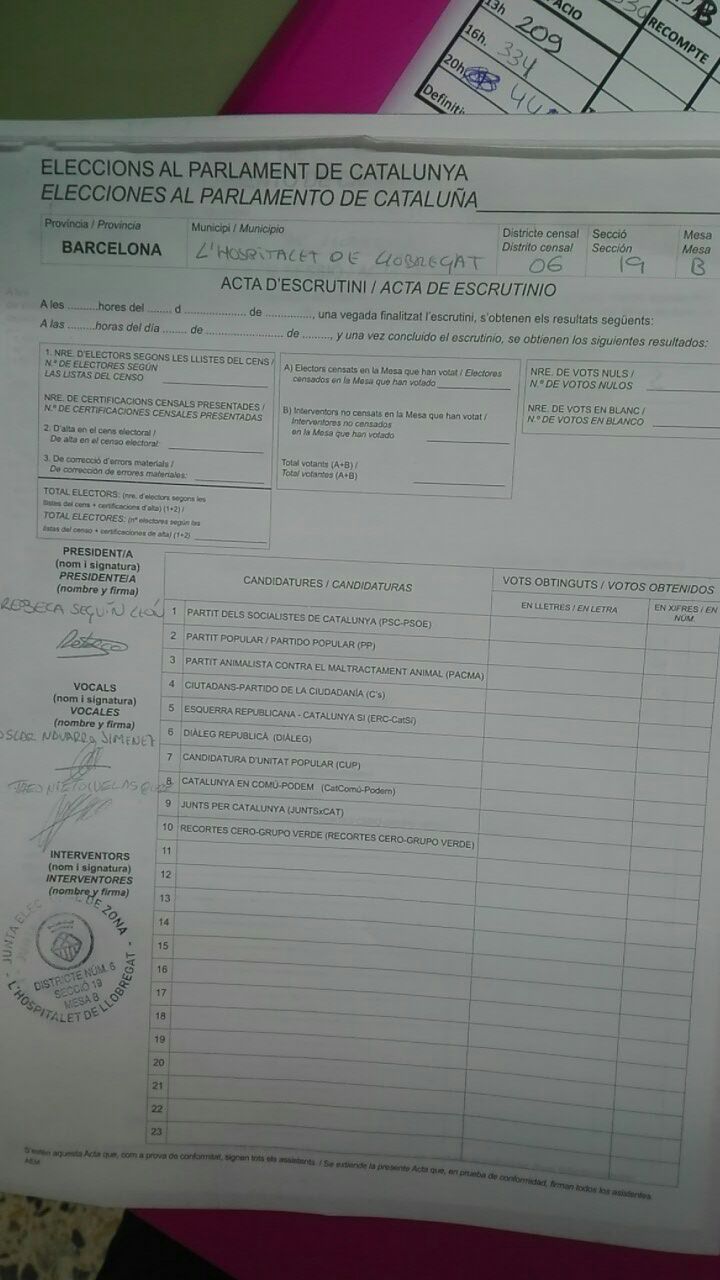 13h
209
PACIO
RECOMPTE
16h.
334
20h
Definiti
ELECCIONS AL PARLAMENT DE CATALUNYA
ELECCIONES AL PARLAMENTO DE CATALUÑA
Província / Provincia
BARCELONA
Municipi / Municipio
L'HOSPITALET DE LLOBREGAT
Districte censal
Distrito censal
06
Secció
Sección
19
Mesa
Mesa
B
ACTA D'ESCRUTINI / ACTA DE ESCRUTINIO
A les ..........hores del ....... d .................... de ..............., una vegada finalitzat l'escrutini, s'obtenen els resultats següents:
A las ..........horas del día ........ de .................... de ............, y una vez concluido el escrutinio, se obtienen los siguientes resultados:
1. NRE. D'ELECTORS SEGONS LES LLISTES DEL CENS /
N.º DE ELECTORES SEGÚN
LAS LISTAS DEL CENSO
NRE. DE CERTIFICACIONS CENSALS PRESENTADES /
N.º DE CERTIFICACIONES CENSALES PRESENTADAS
2. D'alta en el cens electoral /
De alta en el censo electoral:
3. De correcció d'errors materials /
De corrección de errores materiales:
TOTAL ELECTORS: (nre. d'electors segons les
llistes del cens + certificacions d'alta) (1+2) /
TOTAL ELECTORES: (nº electores según las
listas del censo + certificaciones de alta) (1+2)
A) Electors censats en la Mesa que han votat / Electores
censados en la Mesa que han votado
B) Interventors no censats en la Mesa que han votat /
Interventores no censados
en la Mesa que han votado
Total votants (A+B) /
Total votantes (A+B)
NRE. DE VOTS NULS /
N.º DE VOTOS NULOS
NRE. DE VOTS EN BLANC /
N.º DE VOTOS EN BLANCO
PRESIDENT/A
(nom i signatura)
PRESIDENTE/A
(nombre y firma)
REBECA SEGUÍN LEÓN
VOCALS
(nom i signatura)
VOCALES
(nombre y firma)
JIMENEZ
INTERVENTORS
(nom i signatura)
INTERVENTORES
(nombre y firma)
JUNTA ELEC DE ZONA
DISTRICTE NÚM. 6
SECCIÓ 19
MESA B
L'HOSPITALET DE LLOBREGAT
CANDIDATURES / CANDIDATURAS
VOTS OBTINGUTS / VOTOS OBTENIDOS
EN LLETRES / EN LETRA
EN XIFRES / EN
NÚM.
1 PARTIT DELS SOCIALISTES DE CATALUNYA (PSC-PSOE)
2 PARTIT POPULAR / PARTIDO POPULAR (PP)
3 PARTIT ANIMALISTA CONTRA EL MALTRACTAMENT ANIMAL (PACMA)
4 CIUTADANS-PARTIDO DE LA CIUDADANÍA (C's)
5 ESQUERRA REPUBLICANA - CATALUNYA SÍ (ERC-CatSí)
6 DIÀLEG REPUBLICÀ (DIÀLEG)
7 CANDIDATURA D'UNITAT POPULAR (CUP)
8 CATALUNYA EN COMÚ-PODEM (CatComú-Podem)
9 JUNTS PER CATALUNYA (JUNTSxCAT)
10 RECORTES CERO-GRUPO VERDE (RECORTES CERO-GRUPO VERDE)
11
12
13
14
15
16
17
18
19
20
21
22
23
S'estén aquesta Acta que, com a prova de conformitat, signen tots els assistents. / Se extiende la presente Acta que, en prueba de conformidad, firman todos los asistentes.